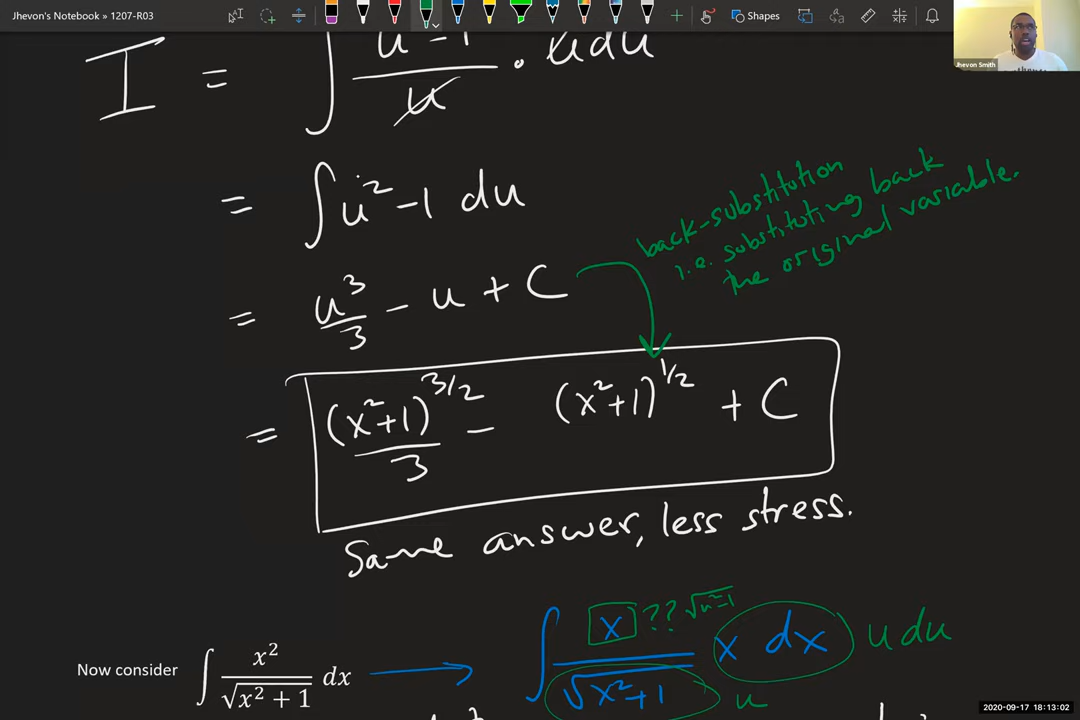 Jhevon's Notebook » 1207-R03
Shapes
Jhevon Smith
I = ∫ u²-1 / u · u du
= ∫ u² - 1 du
back-substitution
i.e. substituting back
the original variable.
= u³/3 - u + C
= (x²+1)^3/2 / 3 - (x²+1)^1/2 + C
Same answer, less stress.
Now consider ∫ x² / √(x² + 1) dx → ∫ x / √(x²+1) x dx
?? √(u²-1)
u du
u
2020-09-17 18:13:02